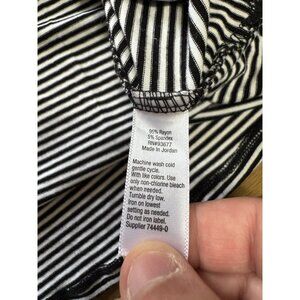 95% Rayon
5% Spandex
RN#93677
Made In Jordan
Machine wash cold
gentle cycle.
With like colors. Use
only non-chlorine bleach
when needed.
Tumble dry low.
Iron on lowest
setting as needed.
Do not iron label.
Supplier 74449-0